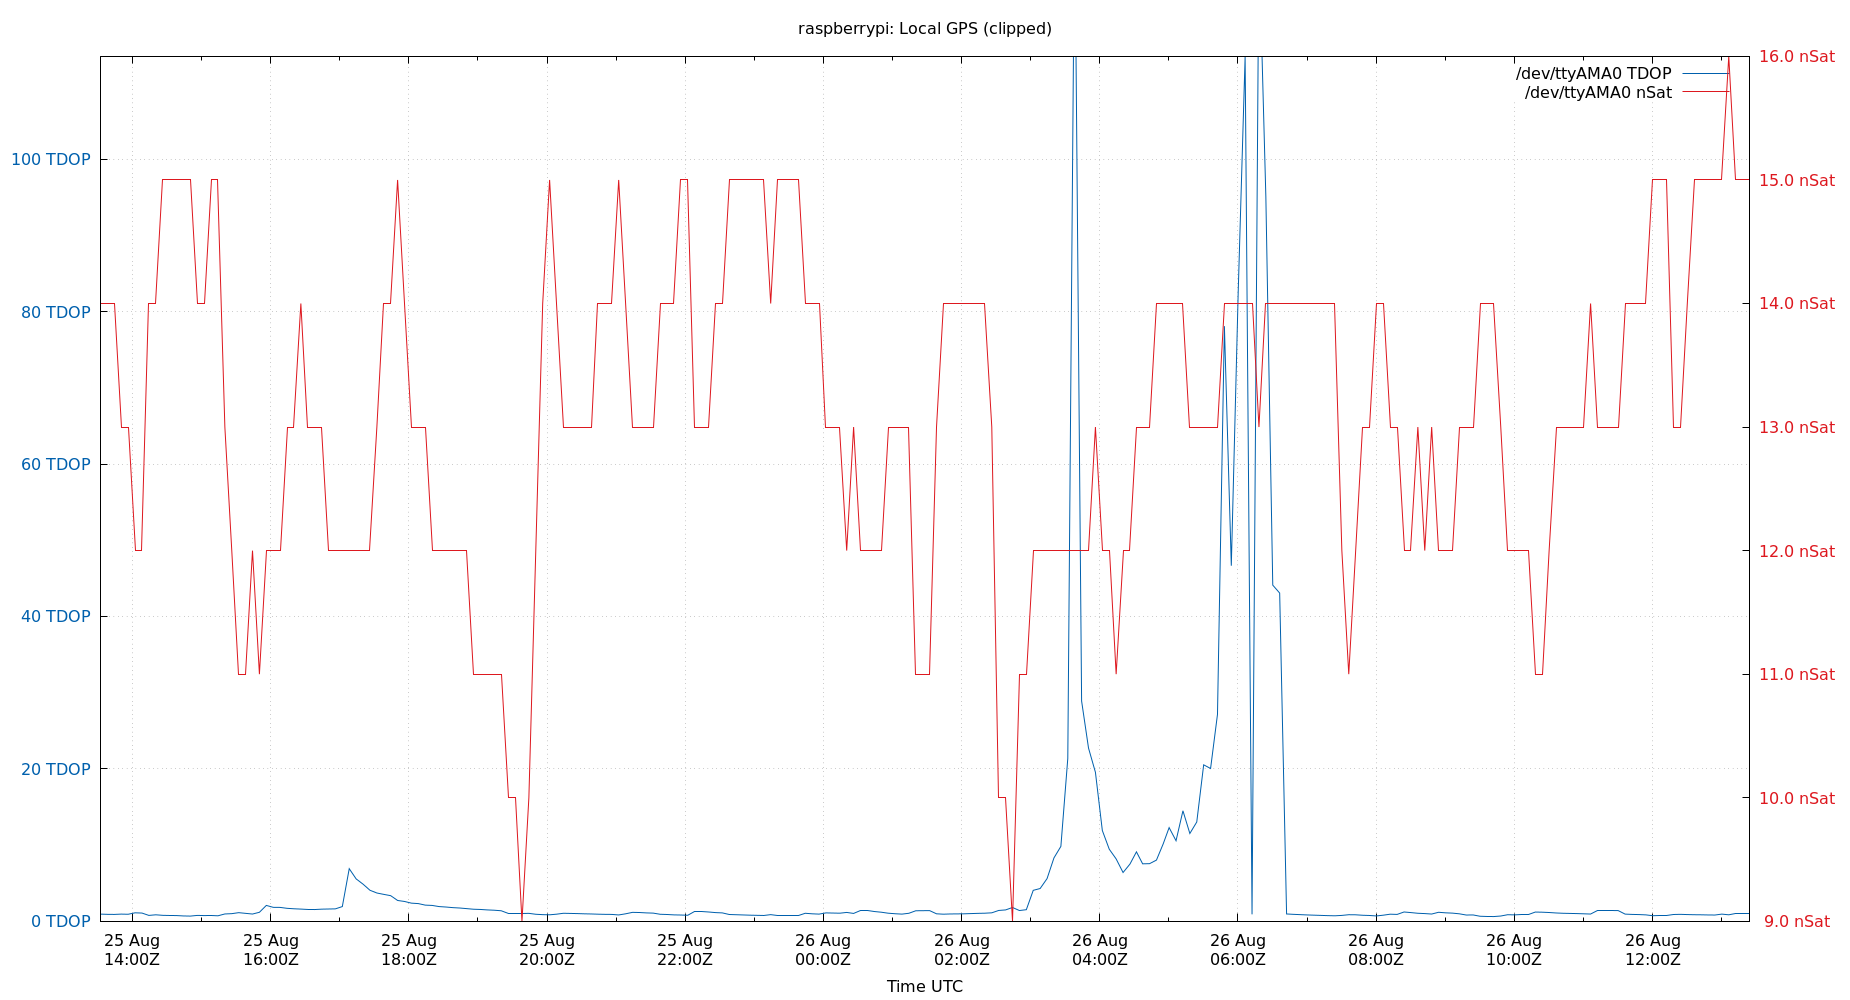 raspberrypi: Local GPS (clipped)
16.0 nSat
/dev/ttyAMA0 TDOP
/dev/ttyAMA0 nSat
100 TDOP
15.0 nSat
80 TDOP
14.0 nSat
13.0 nSat
60 TDOP
12.0 nSat
40 TDOP
11.0 nSat
20 TDOP
10.0 nSat
0 TDOP
9.0 nSat
25 Aug 25 Aug 25 Aug 25 Aug 25 Aug 26 Aug 26 Aug 26 Aug 26 Aug 26 Aug 26 Aug 26 Aug
14:00Z 16:00Z 18:00Z 20:00Z 22:00Z 00:00Z 02:00Z 04:00Z 06:00Z 08:00Z 10:00Z 12:00Z
Time UTC